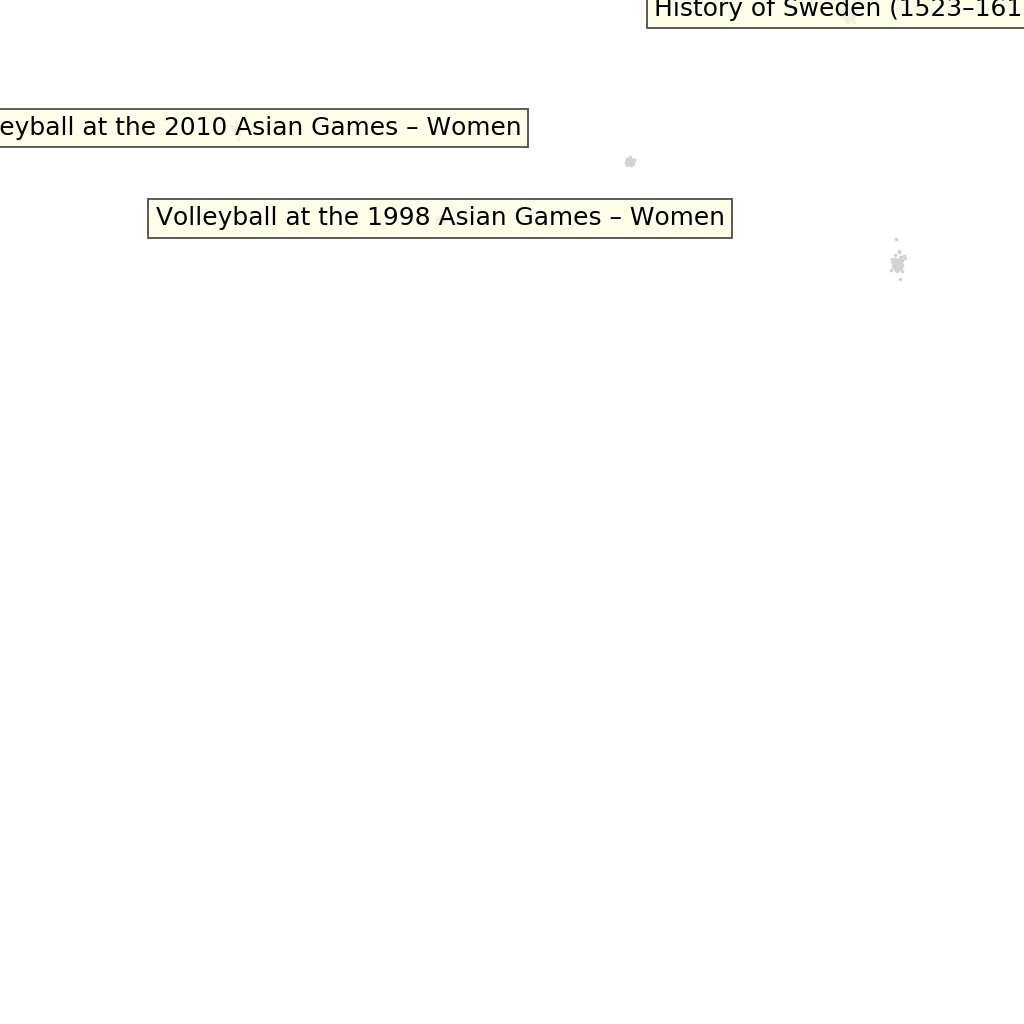 History of Sweden (1523–161
eyball at the 2010 Asian Games – Women
Volleyball at the 1998 Asian Games – Women